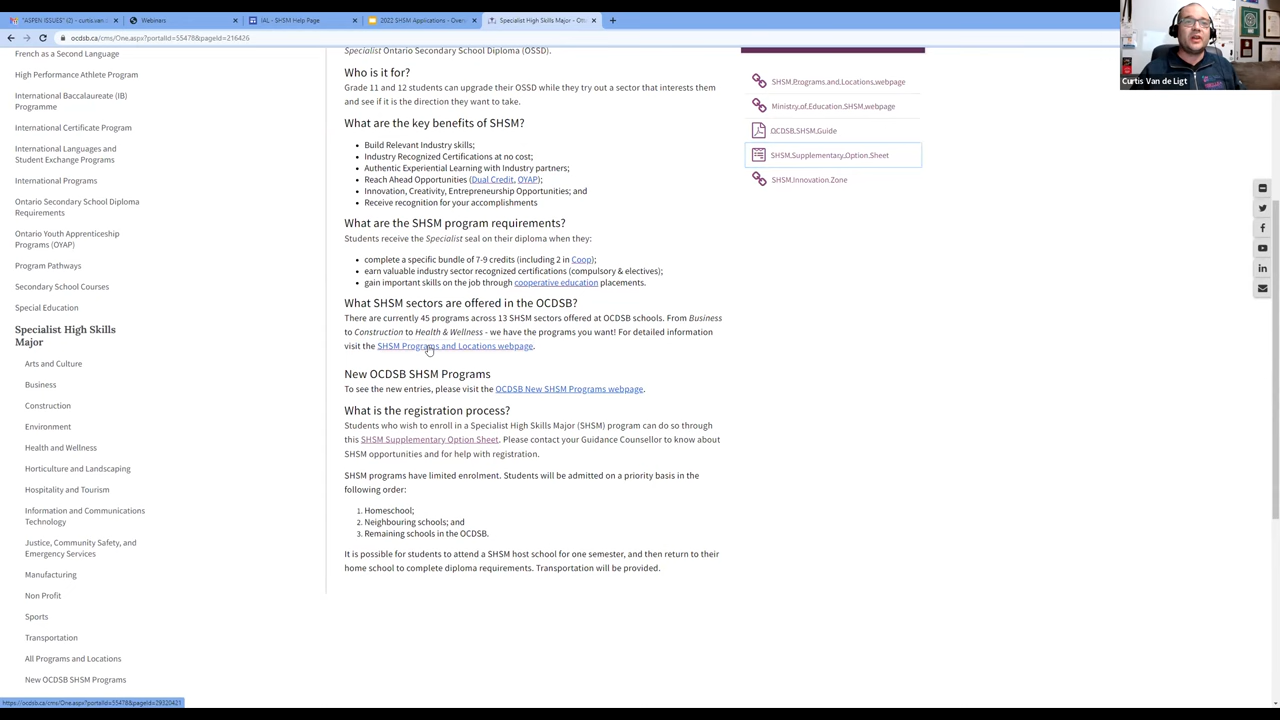 "ASPEN ISSUES" (2) - curtis.van d
Webinars
IAL - SHSM Help Page
2022 SHSM Applications - Overv
Specialist High Skills Major - Ott
ocdsb.ca/cms/One.aspx?portalId=55478&pageId=216426
French as a Second Language
High Performance Athlete Program
International Baccalaureate (IB)
Programme
International Certificate Program
International Languages and
Student Exchange Programs
International Programs
Ontario Secondary School Diploma
Requirements
Ontario Youth Apprenticeship
Programs (OYAP)
Program Pathways
Secondary School Courses
Special Education
Specialist High Skills
Major
Arts and Culture
Business
Construction
Environment
Health and Wellness
Horticulture and Landscaping
Hospitality and Tourism
Information and Communications
Technology
Justice, Community Safety, and
Emergency Services
Manufacturing
Non Profit
Sports
Transportation
All Programs and Locations
New OCDSB SHSM Programs
Specialist Ontario Secondary School Diploma (OSSD).
Who is it for?
Grade 11 and 12 students can upgrade their OSSD while they try out a sector that interests them
and see if it is the direction they want to take.
What are the key benefits of SHSM?
• Build Relevant Industry skills;
• Industry Recognized Certifications at no cost;
• Authentic Experiential Learning with Industry partners;
• Reach Ahead Opportunities (Dual Credit, OYAP);
• Innovation, Creativity, Entrepreneurship Opportunities; and
• Receive recognition for your accomplishments
What are the SHSM program requirements?
Students receive the Specialist seal on their diploma when they:
• complete a specific bundle of 7-9 credits (including 2 in Coop);
• earn valuable industry sector recognized certifications (compulsory & electives);
• gain important skills on the job through cooperative education placements.
What SHSM sectors are offered in the OCDSB?
There are currently 45 programs across 13 SHSM sectors offered at OCDSB schools. From Business
to Construction to Health & Wellness - we have the programs you want! For detailed information
visit the SHSM Programs and Locations webpage.
New OCDSB SHSM Programs
To see the new entries, please visit the OCDSB New SHSM Programs webpage.
What is the registration process?
Students who wish to enroll in a Specialist High Skills Major (SHSM) program can do so through
this SHSM Supplementary Option Sheet. Please contact your Guidance Counsellor to know about
SHSM opportunities and for help with registration.
SHSM programs have limited enrolment. Students will be admitted on a priority basis in the
following order:
1. Homeschool;
2. Neighbouring schools; and
3. Remaining schools in the OCDSB.
It is possible for students to attend a SHSM host school for one semester, and then return to their
home school to complete diploma requirements. Transportation will be provided.
SHSM Programs and Locations webpage
Ministry of Education SHSM webpage
OCDSB SHSM Guide
SHSM Supplementary Option Sheet
SHSM Innovation Zone
Curtis Van de Ligt
https://ocdsb.ca/cms/One.aspx?portalId=55478&pageId=29320421